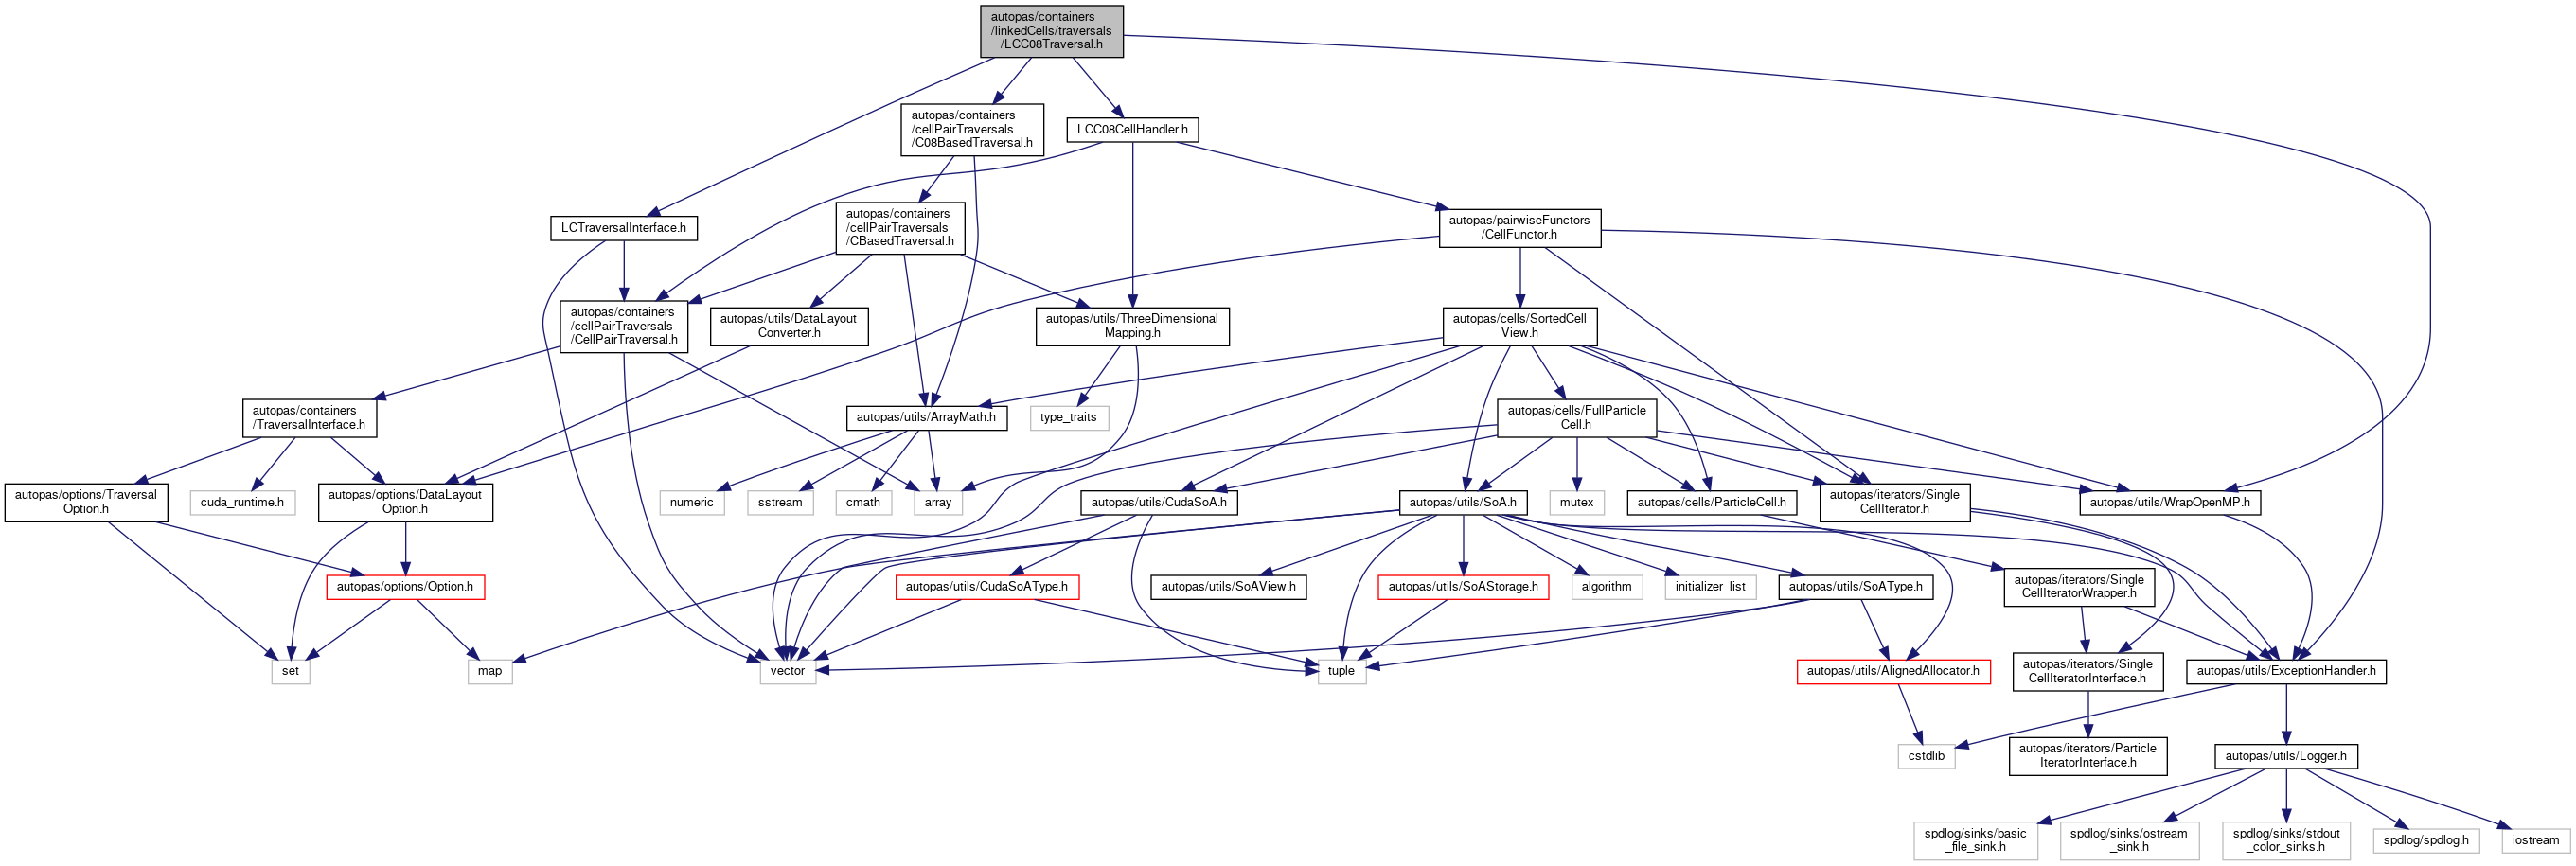 autopas/containers
/linkedCells/traversals
/LCC08Traversal.h
autopas/containers
/cellPairTraversals
/C08BasedTraversal.h
LCC08CellHandler.h
LCTraversalInterface.h
autopas/containers
/cellPairTraversals
/CBasedTraversal.h
autopas/pairwiseFunctors
/CellFunctor.h
autopas/containers
/cellPairTraversals
/CellPairTraversal.h
autopas/utils/DataLayout
Converter.h
autopas/utils/ThreeDimensional
Mapping.h
autopas/cells/SortedCell
View.h
autopas/containers
/TraversalInterface.h
autopas/utils/ArrayMath.h
type_traits
autopas/cells/FullParticle
Cell.h
autopas/options/Traversal
Option.h
cuda_runtime.h
autopas/options/DataLayout
Option.h
numeric
sstream
cmath
array
autopas/utils/CudaSoA.h
autopas/utils/SoA.h
mutex
autopas/cells/ParticleCell.h
autopas/iterators/Single
CellIterator.h
autopas/utils/WrapOpenMP.h
autopas/options/Option.h
autopas/utils/CudaSoAType.h
autopas/utils/SoAView.h
autopas/utils/SoAStorage.h
algorithm
initializer_list
autopas/utils/SoAType.h
autopas/iterators/Single
CellIteratorWrapper.h
set
map
vector
tuple
autopas/utils/AlignedAllocator.h
autopas/iterators/Single
CellIteratorInterface.h
autopas/utils/ExceptionHandler.h
cstdlib
autopas/iterators/Particle
IteratorInterface.h
autopas/utils/Logger.h
spdlog/sinks/basic
_file_sink.h
spdlog/sinks/ostream
_sink.h
spdlog/sinks/stdout
_color_sinks.h
spdlog/spdlog.h
iostream